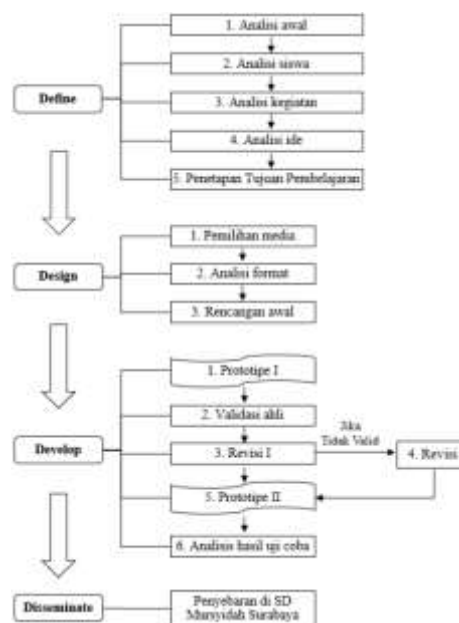 1. Analisi awal
2. Analisi siswa
Define
3. Analisi kegiatan
4. Analisi ide
5. Penetapan Tujuan Pembelajaran
1. Pemilihan media
Design
2. Analisi format
3. Rencangan awal
1. Prototipe I
2. Validasi ahli
Jika
Tidak Valid
Develop
3. Revisi I
4. Revisi
5. Prototipe II
6. Analisis hasil uji coba
Disseminate
Penyebaran di SD
Mursyidah Surabaya